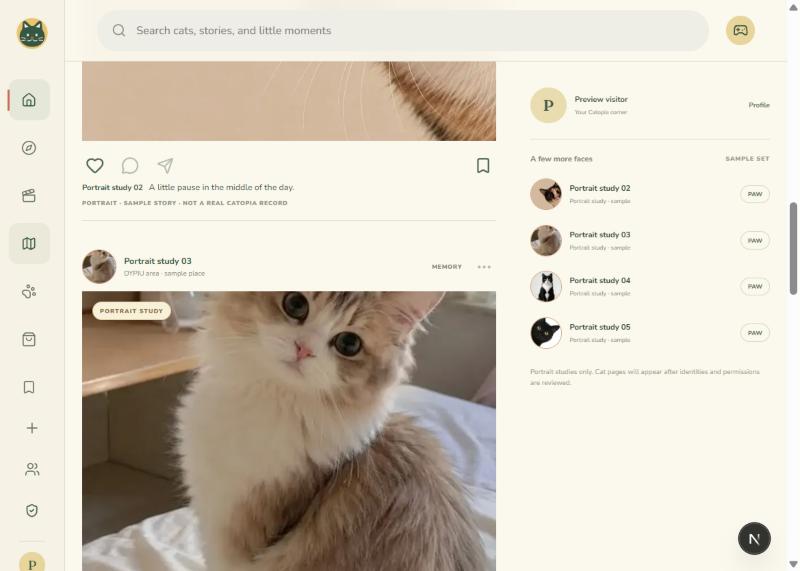 Search cats, stories, and little moments
Portrait study 02 A little pause in the middle of the day.
PORTRAIT · SAMPLE STORY · NOT A REAL CATOPIA RECORD
Portrait study 03
DYPIU area · sample place
MEMORY
PORTRAIT STUDY
P
Preview visitor
Your Catopia corner
Profile
A few more faces
SAMPLE SET
Portrait study 02
Portrait study · sample
PAW
Portrait study 03
Portrait study · sample
PAW
Portrait study 04
Portrait study · sample
PAW
Portrait study 05
Portrait study · sample
PAW
Portrait studies only. Cat pages will appear after identities and permissions
are reviewed.
P
N